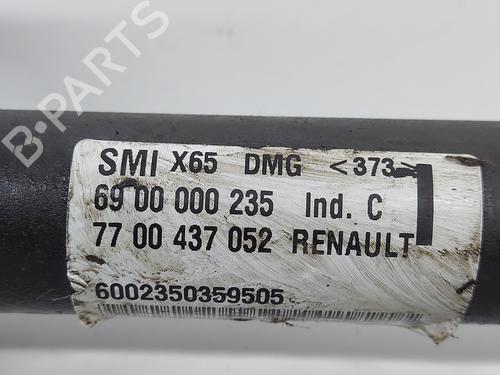 B-PARTS
SMI X65 DMG <373>
69 00 000 235 Ind. C
77 00 437 052 RENAULT
6002350359505